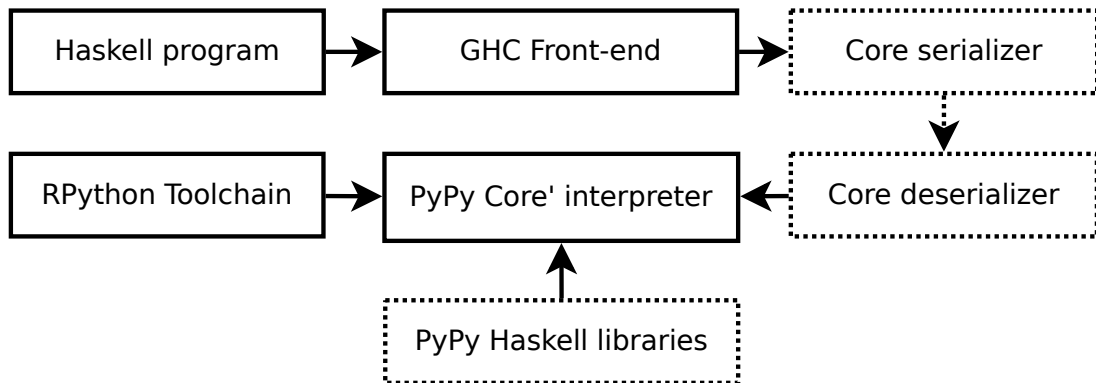 Haskell program
GHC Front-end
Core serializer
RPython Toolchain
PyPy Core' interpreter
Core deserializer
PyPy Haskell libraries